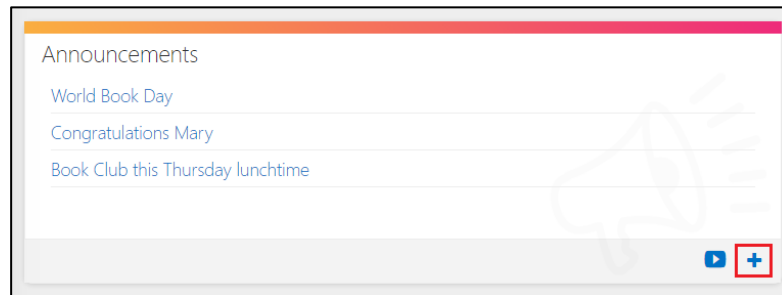 Announcements
World Book Day
Congratulations Mary
Book Club this Thursday lunchtime